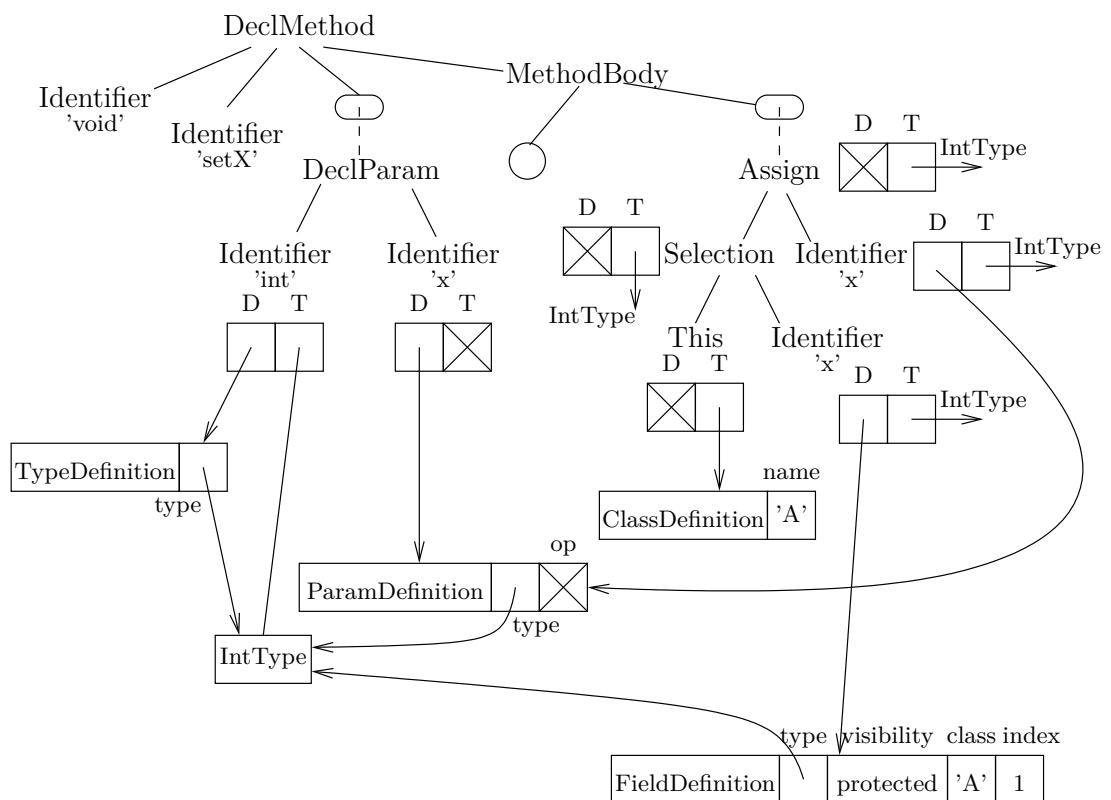 DeclMethod
MethodBody
Identifier
'void'
Identifier
'setX'
D T
IntType
DeclParam
Assign
D T
D T
IntType
Identifier
'int'
Identifier
'x'
Selection
Identifier
'x'
D T
D T
IntType
This
Identifier
'x'
D T
D T
IntType
TypeDefinition
type
name
ClassDefinition 'A'
op
ParamDefinition
type
IntType
type visibility class index
FieldDefinition protected 'A' 1